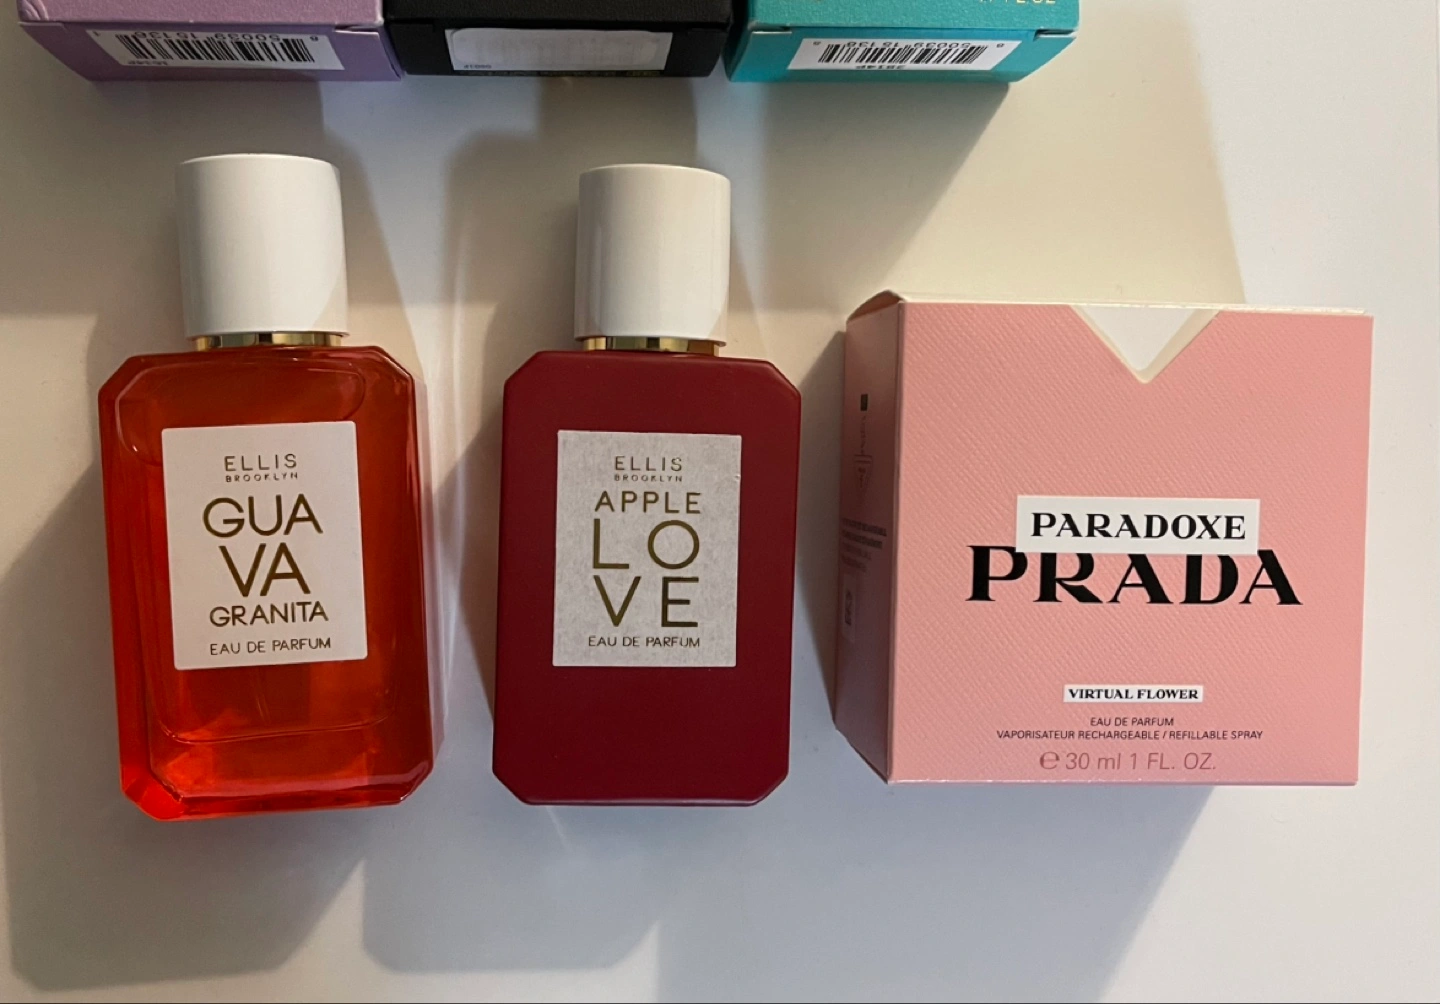 ELLIS
BROOKLYN
GUA
VA
GRANITA
EAU DE PARFUM
ELLIS
BROOKLYN
APPLE
LO
VE
EAU DE PARFUM
PARADOXE
PRADA
VIRTUAL FLOWER
EAU DE PARFUM
VAPORISATEUR RECHARGEABLE / REFILLABLE SPRAY
℮ 30 ml 1 FL. OZ.